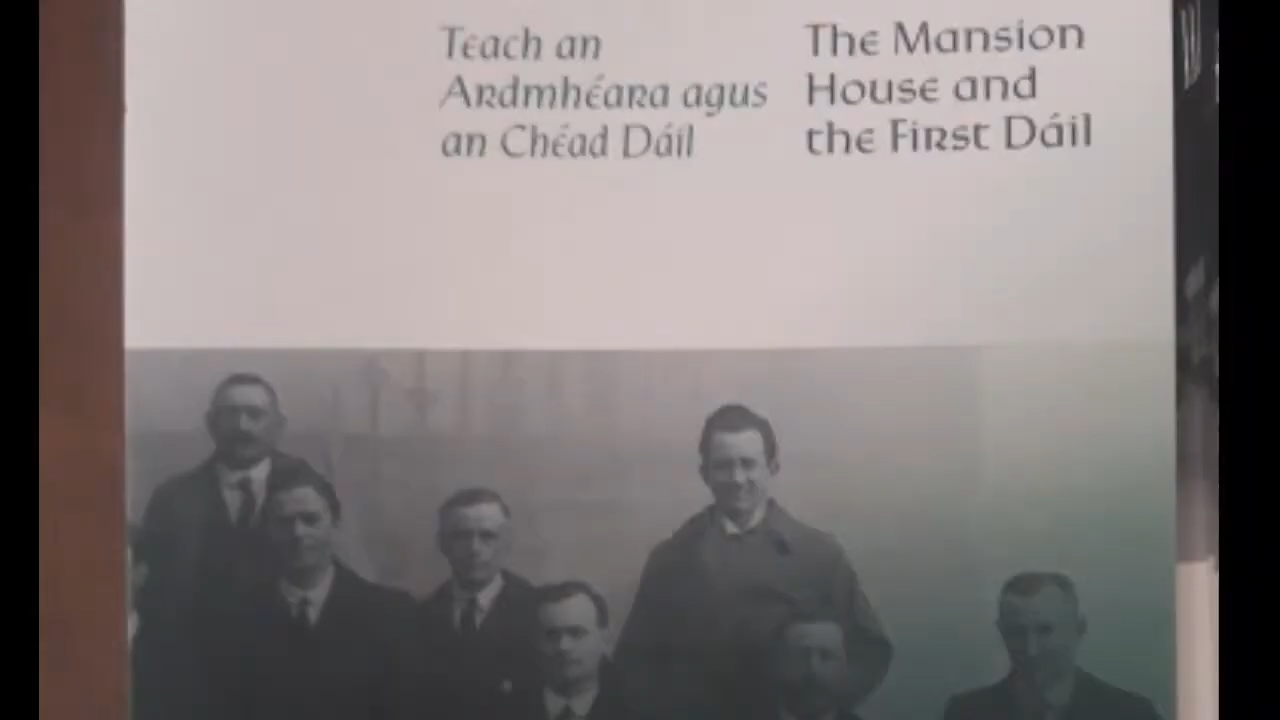 Teach an
Ardmhéara agus
an Chéad Dáil
The Mansion
House and
the First Dáil